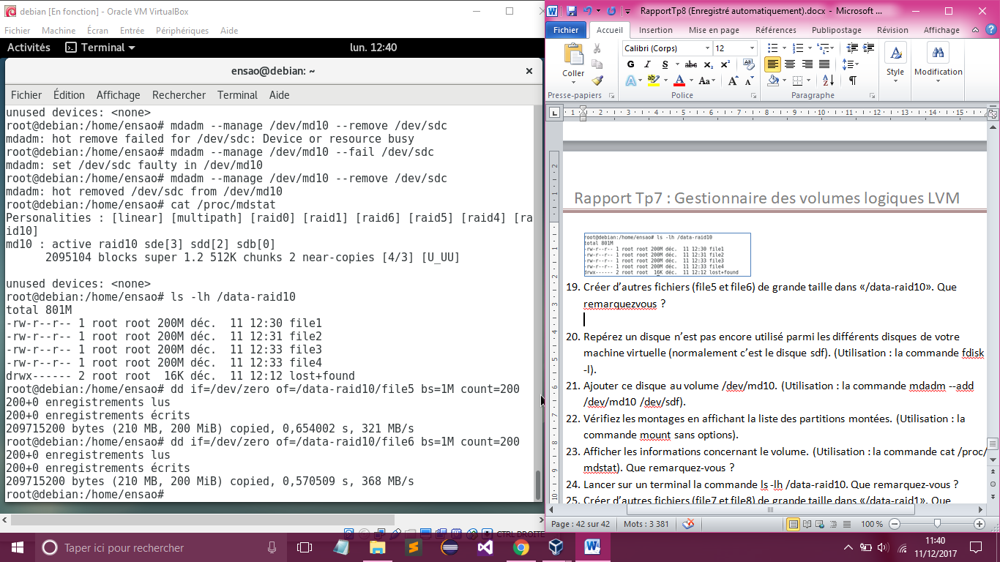 debian [En fonction] - Oracle VM VirtualBox
Fichier Machine Écran Entrée Périphériques Aide
Activités Terminal lun. 12:40
ensao@debian: ~
Fichier Édition Affichage Rechercher Terminal Aide
unused devices: <none>
root@debian:/home/ensao# mdadm --manage /dev/md10 --remove /dev/sdc
mdadm: hot remove failed for /dev/sdc: Device or resource busy
root@debian:/home/ensao# mdadm --manage /dev/md10 --fail /dev/sdc
mdadm: set /dev/sdc faulty in /dev/md10
root@debian:/home/ensao# mdadm --manage /dev/md10 --remove /dev/sdc
mdadm: hot removed /dev/sdc from /dev/md10
root@debian:/home/ensao# cat /proc/mdstat
Personalities : [linear] [multipath] [raid0] [raid1] [raid6] [raid5] [raid4] [ra
id10]
md10 : active raid10 sde[3] sdd[2] sdb[0]
2095104 blocks super 1.2 512K chunks 2 near-copies [4/3] [U_UU]
unused devices: <none>
root@debian:/home/ensao# ls -lh /data-raid10
total 801M
-rw-r--r-- 1 root root 200M déc. 11 12:30 file1
-rw-r--r-- 1 root root 200M déc. 11 12:31 file2
-rw-r--r-- 1 root root 200M déc. 11 12:33 file3
-rw-r--r-- 1 root root 200M déc. 11 12:33 file4
drwx------ 2 root root 16K déc. 11 12:12 lost+found
root@debian:/home/ensao# dd if=/dev/zero of=/data-raid10/file5 bs=1M count=200
200+0 enregistrements lus
200+0 enregistrements écrits
209715200 bytes (210 MB, 200 MiB) copied, 0,654002 s, 321 MB/s
root@debian:/home/ensao# dd if=/dev/zero of=/data-raid10/file6 bs=1M count=200
200+0 enregistrements lus
200+0 enregistrements écrits
209715200 bytes (210 MB, 200 MiB) copied, 0,570509 s, 368 MB/s
root@debian:/home/ensao#
CTRL DROITE
RapportTp8 (Enregistré automatiquement).docx - Microsoft ...
Fichier Accueil Insertion Mise en page Références Publipostage Révision Affichage
Calibri (Corps) 12
G I S abc x₂ x²
Coller Style Modification
Presse-papiers Police Paragraphe
1 1 2 3 4 5 6 7 8 9 10 11 12 13 14 15
Rapport Tp7 : Gestionnaire des volumes logiques LVM
root@debian:/home/ensao# ls -lh /data-raid10
total 801M
-rw-r--r-- 1 root root 200M déc. 11 12:30 file1
-rw-r--r-- 1 root root 200M déc. 11 12:31 file2
-rw-r--r-- 1 root root 200M déc. 11 12:33 file3
-rw-r--r-- 1 root root 200M déc. 11 12:33 file4
drwx------ 2 root root 16K déc. 11 12:12 lost+found
19. Créer d’autres fichiers (file5 et file6) de grande taille dans «/data-raid10». Que
remarquezvous ?
20. Repérez un disque n’est pas encore utilisé parmi les différents disques de votre
machine virtuelle (normalement c’est le disque sdf). (Utilisation : la commande fdisk
-l).
21. Ajouter ce disque au volume /dev/md10. (Utilisation : la commande mdadm --add
/dev/md10 /dev/sdf).
22. Vérifiez les montages en affichant la liste des partitions montées. (Utilisation : la
commande mount sans options).
23. Afficher les informations concernant le volume. (Utilisation : la commande cat /proc/
mdstat). Que remarquez-vous ?
24. Lancer sur un terminal la commande ls -lh /data-raid10. Que remarquez-vous ?
25. Créer d’autres fichiers (file7 et file8) de grande taille dans «/data-raid1». Que
Page : 42 sur 42 Mots : 3 381 100 %
Taper ici pour rechercher
11:40
11/12/2017